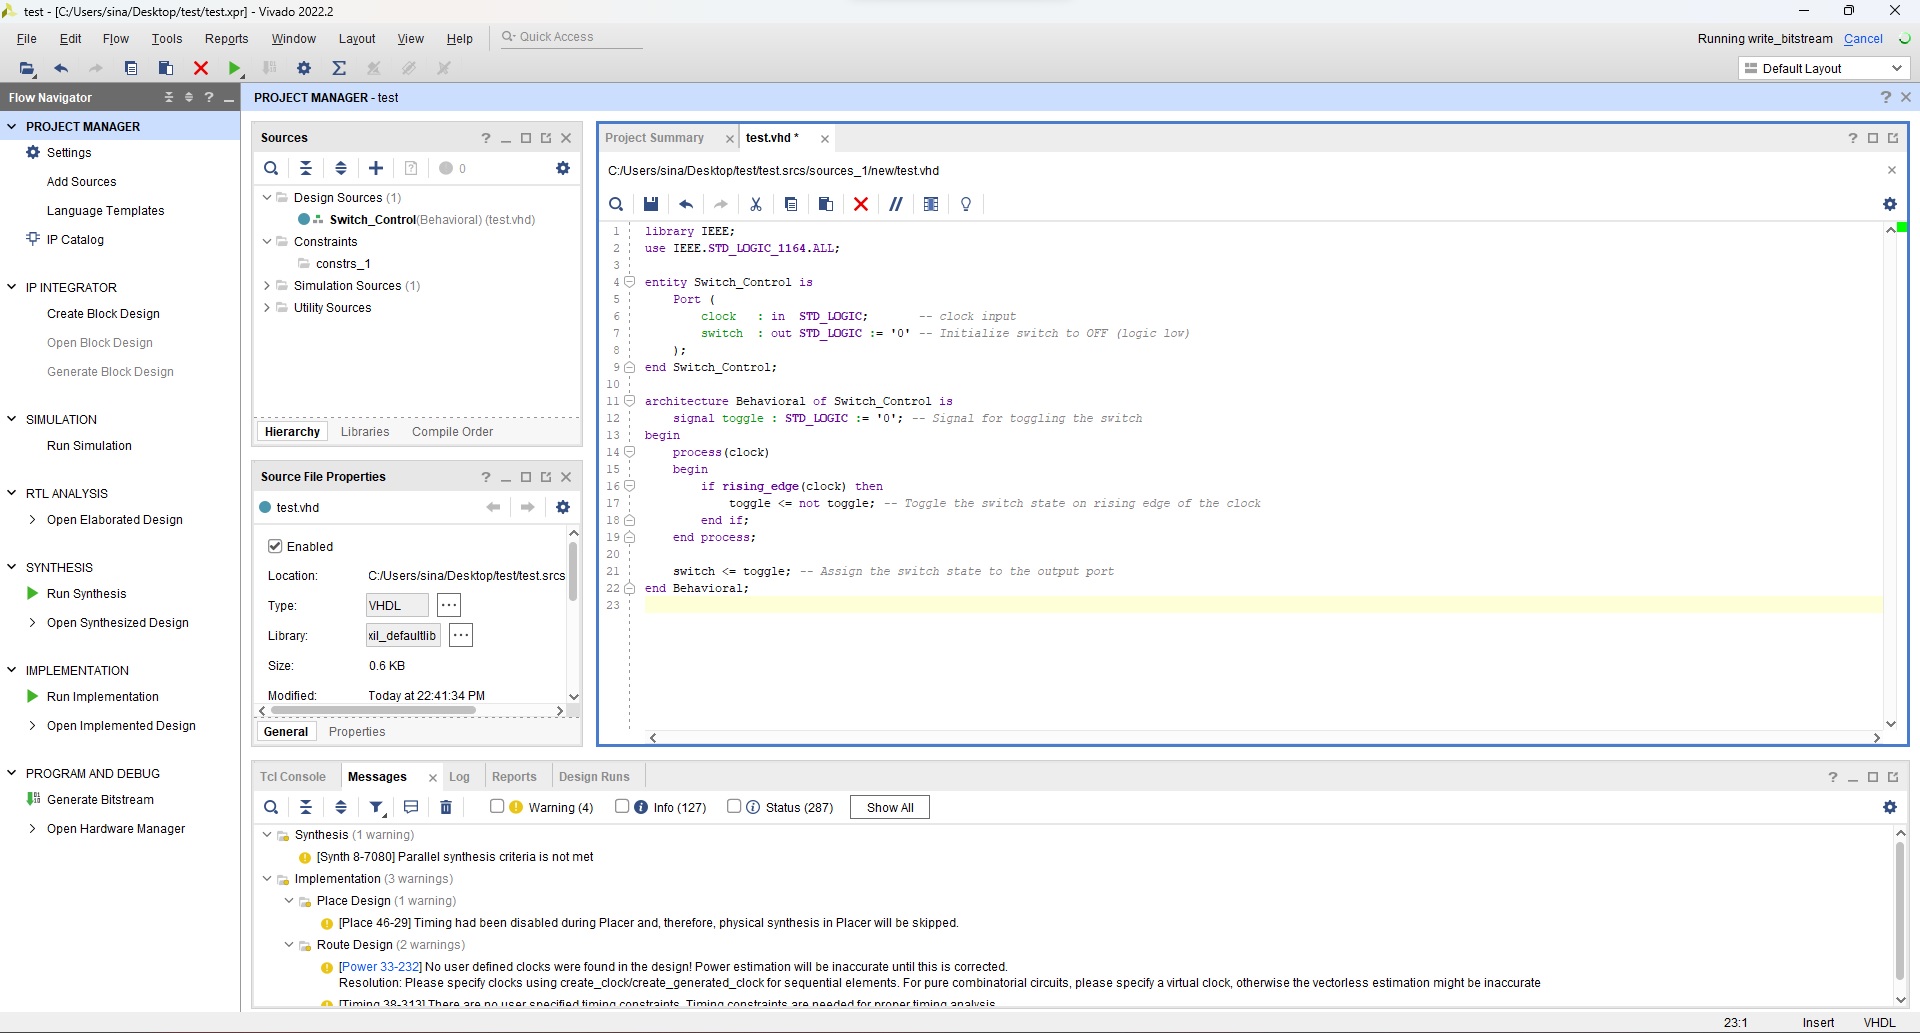 test - [C:/Users/sina/Desktop/test/test.xpr] - Vivado 2022.2
File Edit Flow Tools Reports Window Layout View Help Quick Access
Running write_bitstream Cancel
Default Layout
Flow Navigator
PROJECT MANAGER
Settings
Add Sources
Language Templates
IP Catalog
IP INTEGRATOR
Create Block Design
Open Block Design
Generate Block Design
SIMULATION
Run Simulation
RTL ANALYSIS
Open Elaborated Design
SYNTHESIS
Run Synthesis
Open Synthesized Design
IMPLEMENTATION
Run Implementation
Open Implemented Design
PROGRAM AND DEBUG
Generate Bitstream
Open Hardware Manager
PROJECT MANAGER - test
Sources
0
Design Sources (1)
Switch_Control(Behavioral) (test.vhd)
Constraints
constrs_1
Simulation Sources (1)
Utility Sources
Hierarchy Libraries Compile Order
Source File Properties
test.vhd
Enabled
Location: C:/Users/sina/Desktop/test/test.srcs
Type: VHDL
Library: xil_defaultlib
Size: 0.6 KB
Modified: Today at 22:41:34 PM
General Properties
Project Summary test.vhd *
C:/Users/sina/Desktop/test/test.srcs/sources_1/new/test.vhd
1 library IEEE;
2 use IEEE.STD_LOGIC_1164.ALL;
3
4 entity Switch_Control is
5 Port (
6 clock : in STD_LOGIC; -- clock input
7 switch : out STD_LOGIC := '0' -- Initialize switch to OFF (logic low)
8 );
9 end Switch_Control;
10
11 architecture Behavioral of Switch_Control is
12 signal toggle : STD_LOGIC := '0'; -- Signal for toggling the switch
13 begin
14 process(clock)
15 begin
16 if rising_edge(clock) then
17 toggle <= not toggle; -- Toggle the switch state on rising edge of the clock
18 end if;
19 end process;
20
21 switch <= toggle; -- Assign the switch state to the output port
22 end Behavioral;
23
Tcl Console Messages Log Reports Design Runs
Warning (4) Info (127) Status (287) Show All
Synthesis (1 warning)
[Synth 8-7080] Parallel synthesis criteria is not met
Implementation (3 warnings)
Place Design (1 warning)
[Place 46-29] Timing had been disabled during Placer and, therefore, physical synthesis in Placer will be skipped.
Route Design (2 warnings)
[Power 33-232] No user defined clocks were found in the design! Power estimation will be inaccurate until this is corrected.
Resolution: Please specify clocks using create_clock/create_generated_clock for sequential elements. For pure combinatorial circuits, please specify a virtual clock, otherwise the vectorless estimation might be inaccurate
[Timing 38-313] There are no user specified timing constraints. Timing constraints are needed for proper timing analysis.
23:1 Insert VHDL